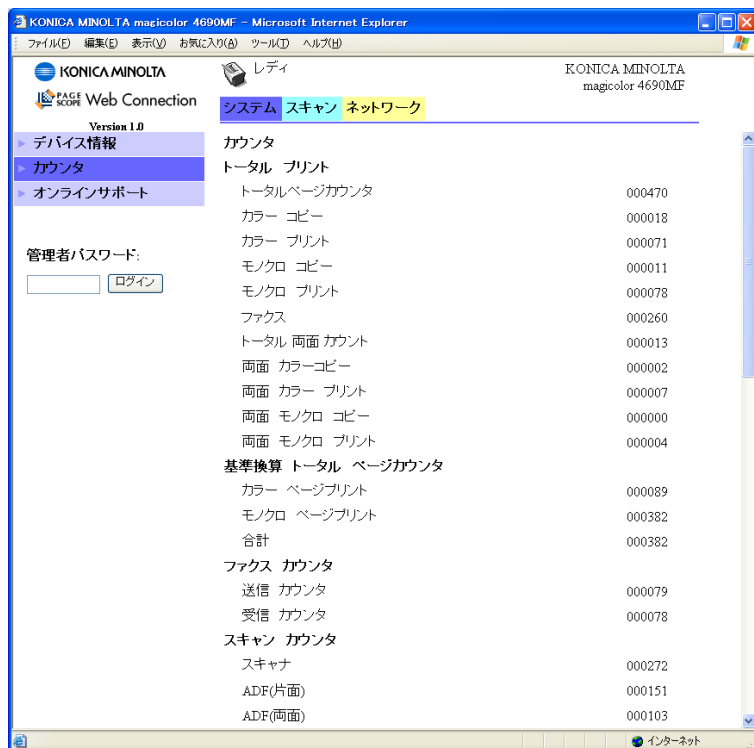 KONICA MINOLTA magicolor 4690MF - Microsoft Internet Explorer
ファイル(F) 編集(E) 表示(V) お気に入り(A) ツール(T) ヘルプ(H)
KONICA MINOLTA
PAGE SCOPE Web Connection
Version 1.0
レディ
KONICA MINOLTA
magicolor 4690MF
システム スキャン ネットワーク
デバイス情報
カウンタ
オンラインサポート
管理者パスワード:
ログイン
カウンタ
トータル プリント
トータルページカウンタ 000470
カラー コピー 000018
カラー プリント 000071
モノクロ コピー 000011
モノクロ プリント 000078
ファクス 000260
トータル 両面 カウント 000013
両面 カラーコピー 000002
両面 カラー プリント 000007
両面 モノクロ コピー 000000
両面 モノクロ プリント 000004
基準換算 トータル ページカウンタ
カラー ページプリント 000089
モノクロ ページプリント 000382
合計 000382
ファクス カウンタ
送信 カウンタ 000079
受信 カウンタ 000078
スキャン カウンタ
スキャナ 000272
ADF(片面) 000151
ADF(両面) 000103
インターネット